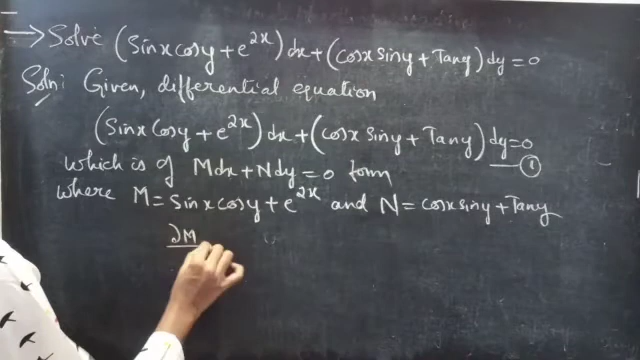 → Solve (Sinx cosy + e^{2x}) dx + (cosx siny + Tany) dy = 0
Soln: Given, differential equation
(Sinx Cosy + e^{2x}) dx + (cosx siny + Tany) dy = 0 — ①
which is of Mdx + Ndy = 0 form
where M = sinx cosy + e^{2x} and N = cosx siny + Tany
∂M